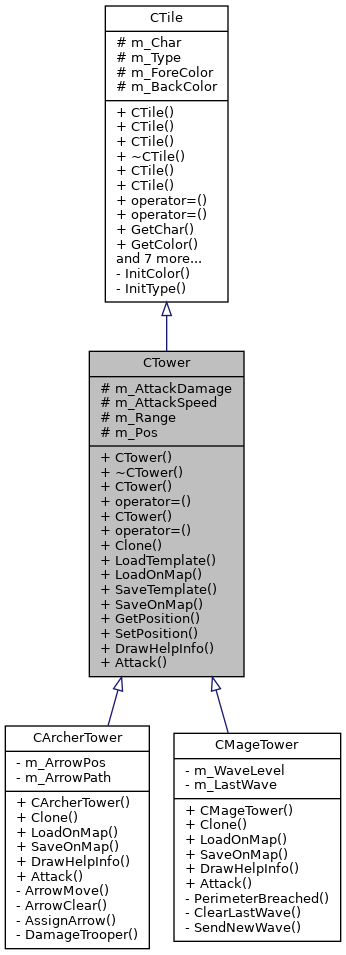 CTile
# m_Char
# m_Type
# m_ForeColor
# m_BackColor
+ CTile()
+ CTile()
+ CTile()
+ ~CTile()
+ CTile()
+ CTile()
+ operator=()
+ operator=()
+ GetChar()
+ GetColor()
and 7 more...
- InitColor()
- InitType()
CTower
# m_AttackDamage
# m_AttackSpeed
# m_Range
# m_Pos
+ CTower()
+ ~CTower()
+ CTower()
+ operator=()
+ CTower()
+ operator=()
+ Clone()
+ LoadTemplate()
+ LoadOnMap()
+ SaveTemplate()
+ SaveOnMap()
+ GetPosition()
+ SetPosition()
+ DrawHelpInfo()
+ Attack()
CArcherTower
- m_ArrowPos
- m_ArrowPath
+ CArcherTower()
+ Clone()
+ LoadOnMap()
+ SaveOnMap()
+ DrawHelpInfo()
+ Attack()
- ArrowMove()
- ArrowClear()
- AssignArrow()
- DamageTrooper()
CMageTower
- m_WaveLevel
- m_LastWave
+ CMageTower()
+ Clone()
+ LoadOnMap()
+ SaveOnMap()
+ DrawHelpInfo()
+ Attack()
- PerimeterBreached()
- ClearLastWave()
- SendNewWave()